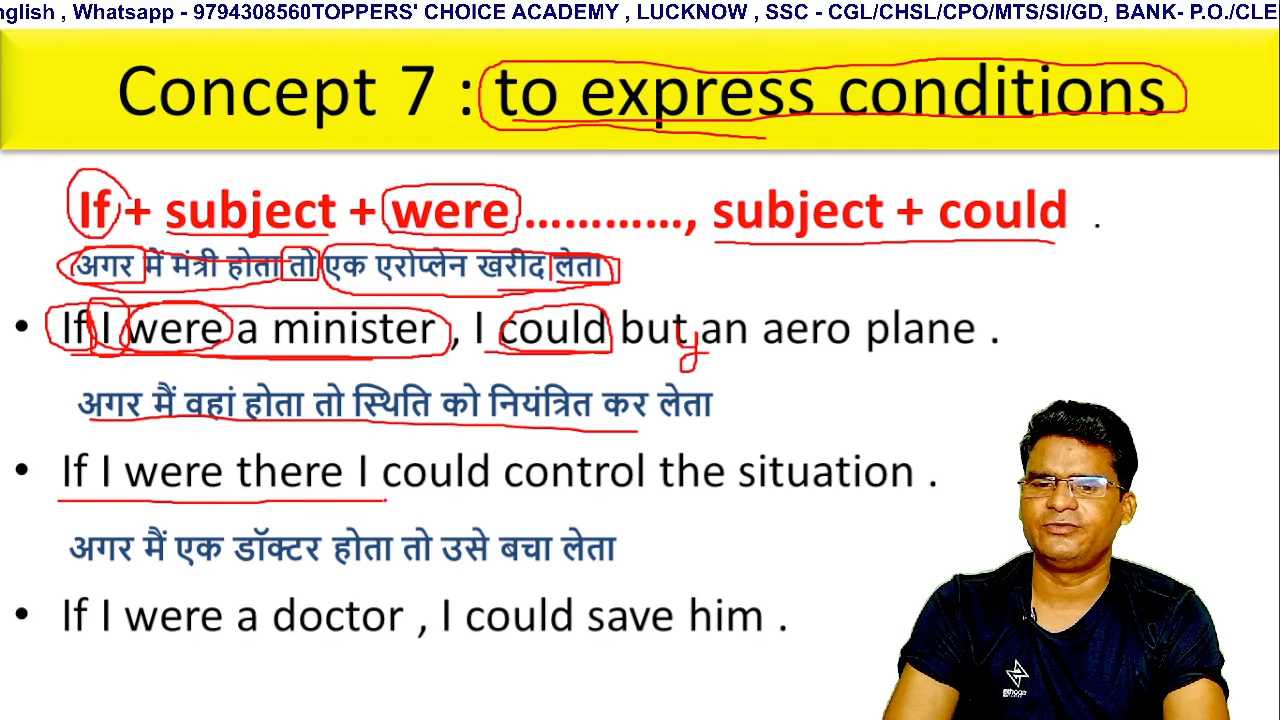 nglish , Whatsapp - 9794308560TOPPERS' CHOICE ACADEMY , LUCKNOW , SSC - CGL/CHSL/CPO/MTS/SI/GD, BANK- P.O./CLE
Concept 7 : to express conditions
If + subject + were ............., subject + could .
अगर में मंत्री होता तो एक एरोप्लेन खरीद लेता
• If I were a minister , I could but an aero plane .
y
अगर मैं वहां होता तो स्थिति को नियंत्रित कर लेता
• If I were there I could control the situation .
अगर मैं एक डॉक्टर होता तो उसे बचा लेता
• If I were a doctor , I could save him .